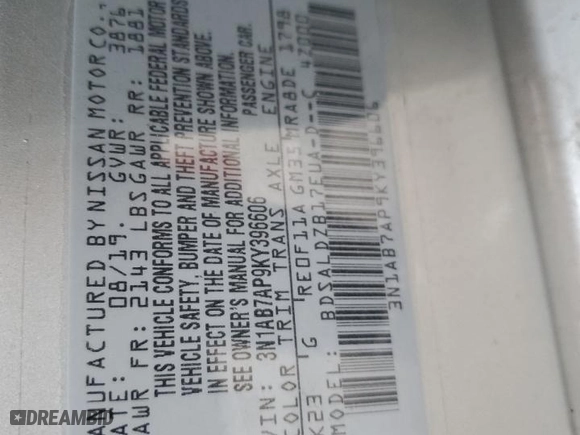 ANUFACTURED BY NISSAN MOTOR CO.,
ATE: 08/19. GVWR: 3876
AWR FR: 2143 LBS GAWR RR: 1881
THIS VEHICLE CONFORMS TO ALL APPLICABLE FEDERAL MOTOR
VEHICLE SAFETY, BUMPER AND THEFT PREVENTION STANDARDS
IN EFFECT ON THE DATE OF MANUFACTURE SHOWN ABOVE.
SEE OWNER'S MANUAL FOR ADDITIONAL INFORMATION.
VIN: 3N1AB7AP9KY396606 PASSENGER CAR.
COLOR TRIM TRANS AXLE ENGINE
K23 'G 'RE0F11A GM35 MRA8DE 1798
MODEL: BDSALDZB17EUA-D--C 4Z000
3N1AB7AP9KY396606
DREAMBID